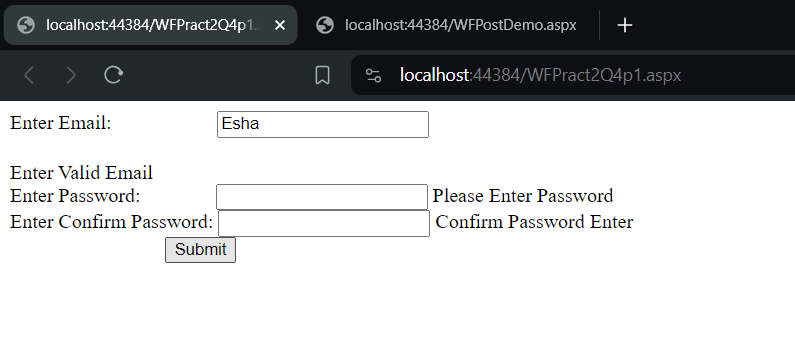 localhost:44384/WFPract2Q4p1. localhost:44384/WFPostDemo.aspx
localhost:44384/WFPract2Q4p1.aspx
Enter Email: Esha
Enter Valid Email
Enter Password: Please Enter Password
Enter Confirm Password: Confirm Password Enter
Submit